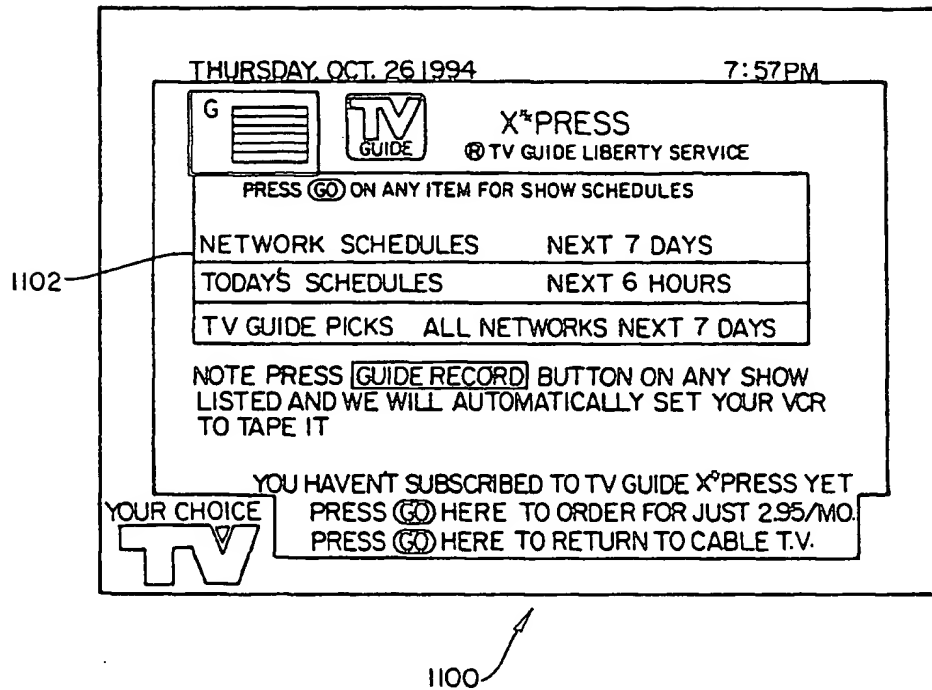 THURSDAY, OCT. 26 1994 7:57PM
G
TV GUIDE
X*PRESS
® TV GUIDE LIBERTY SERVICE
PRESS GO ON ANY ITEM FOR SHOW SCHEDULES
NETWORK SCHEDULES NEXT 7 DAYS
1102
TODAY'S SCHEDULES NEXT 6 HOURS
TV GUIDE PICKS ALL NETWORKS NEXT 7 DAYS
NOTE PRESS GUIDE RECORD BUTTON ON ANY SHOW
LISTED AND WE WILL AUTOMATICALLY SET YOUR VCR
TO TAPE IT
YOU HAVEN'T SUBSCRIBED TO TV GUIDE X*PRESS YET
YOUR CHOICE
TV
PRESS GO HERE TO ORDER FOR JUST 2.95/MO.
PRESS GO HERE TO RETURN TO CABLE T.V.
1100